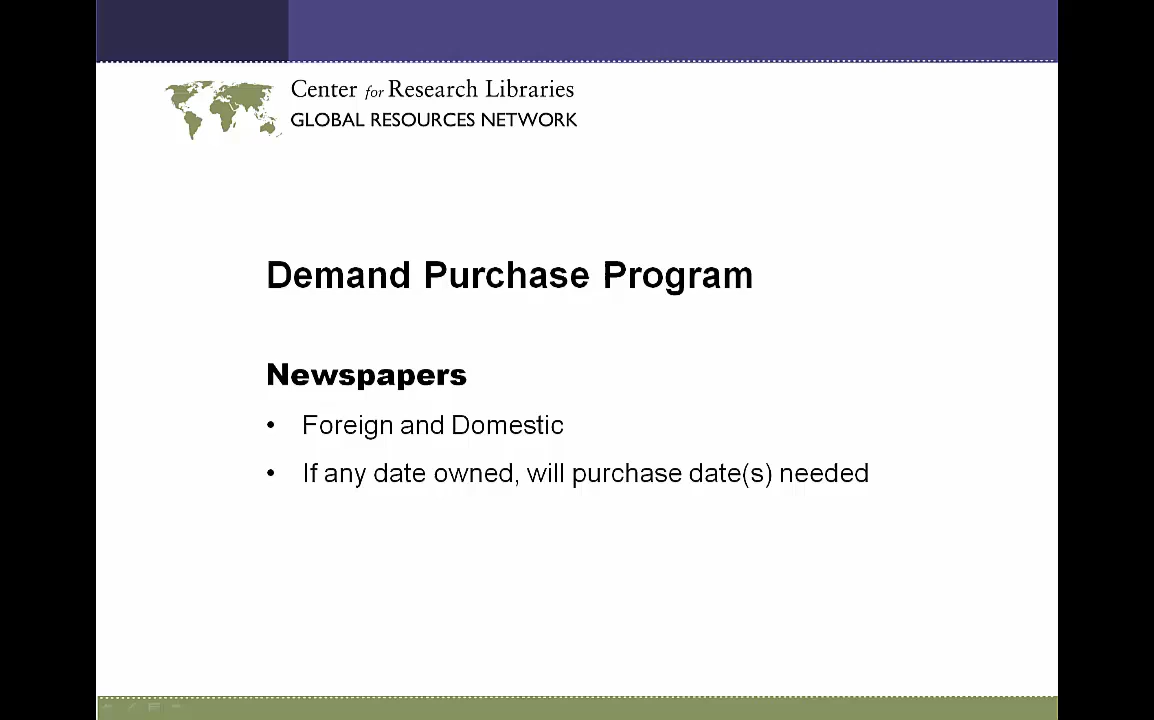 Center for Research Libraries
GLOBAL RESOURCES NETWORK
Demand Purchase Program
Newspapers
• Foreign and Domestic
• If any date owned, will purchase date(s) needed